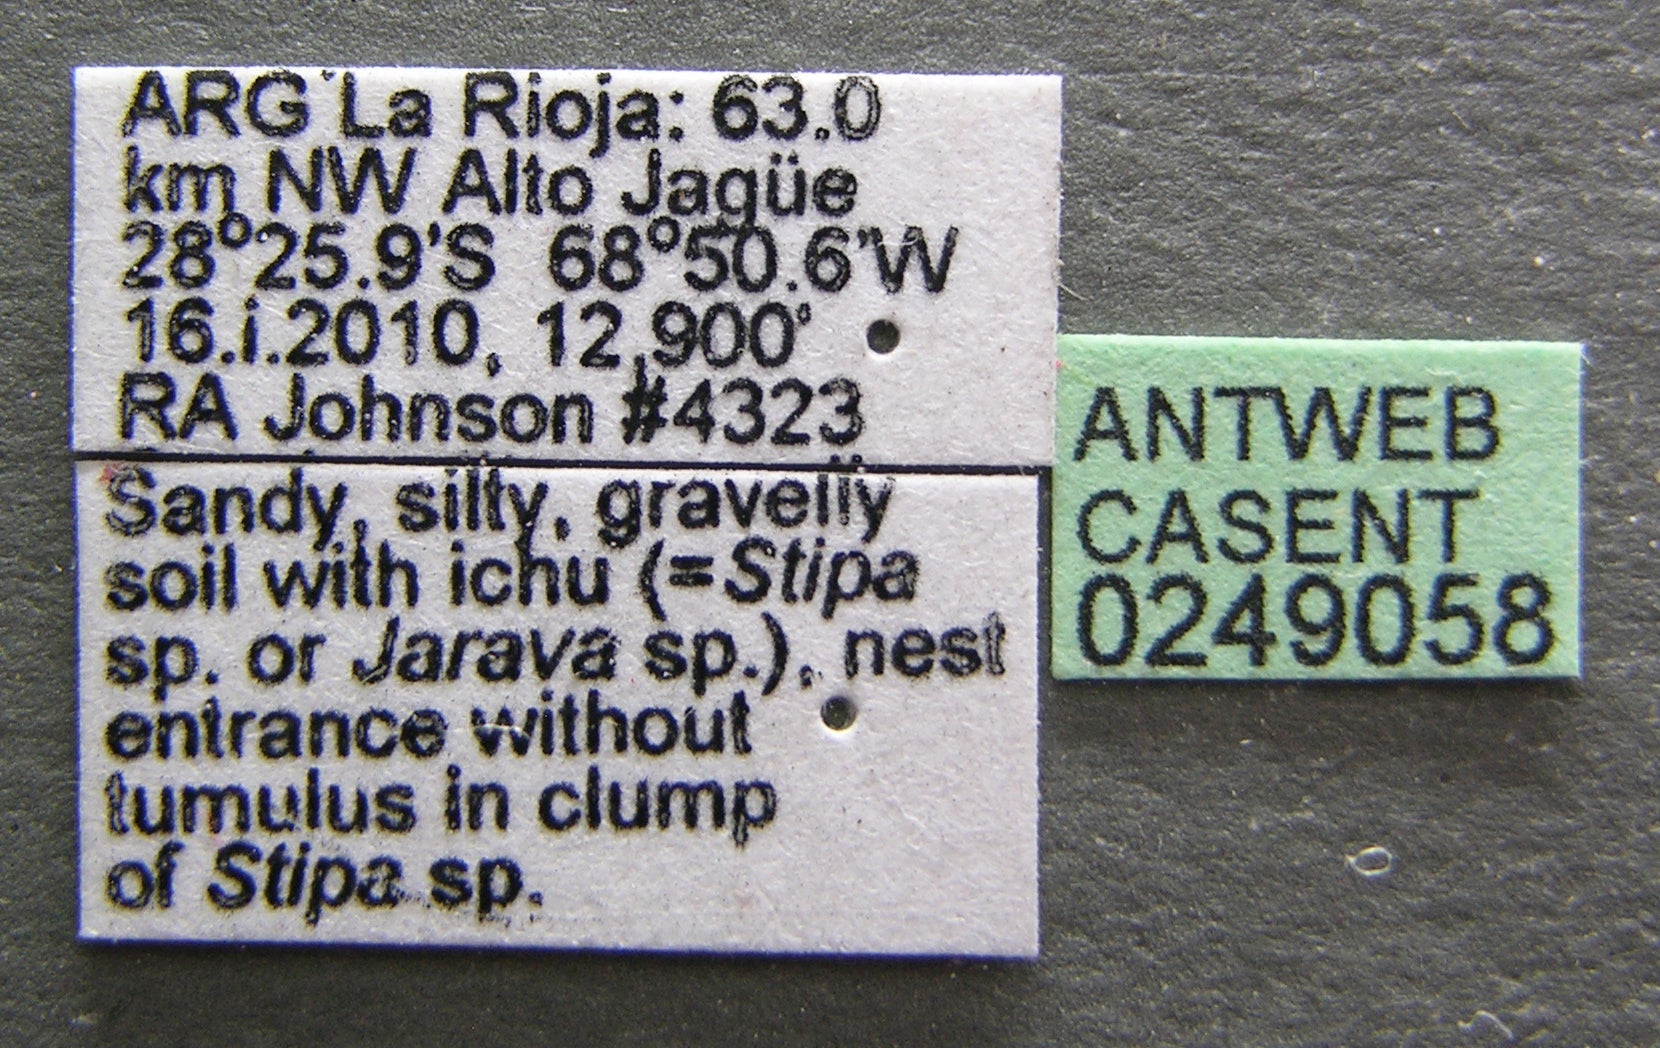 ARG La Rioja: 63.0
km NW Alto Jagüe
28°25.9'S 68°50.6'W
16.i.2010, 12,900'
RA Johnson #4323
Sandy, silty, gravelly
soil with ichu (=Stipa
sp. or Jarava sp.), nest
entrance without
tumulus in clump
of Stipa sp.
ANTWEB
CASENT
0249058